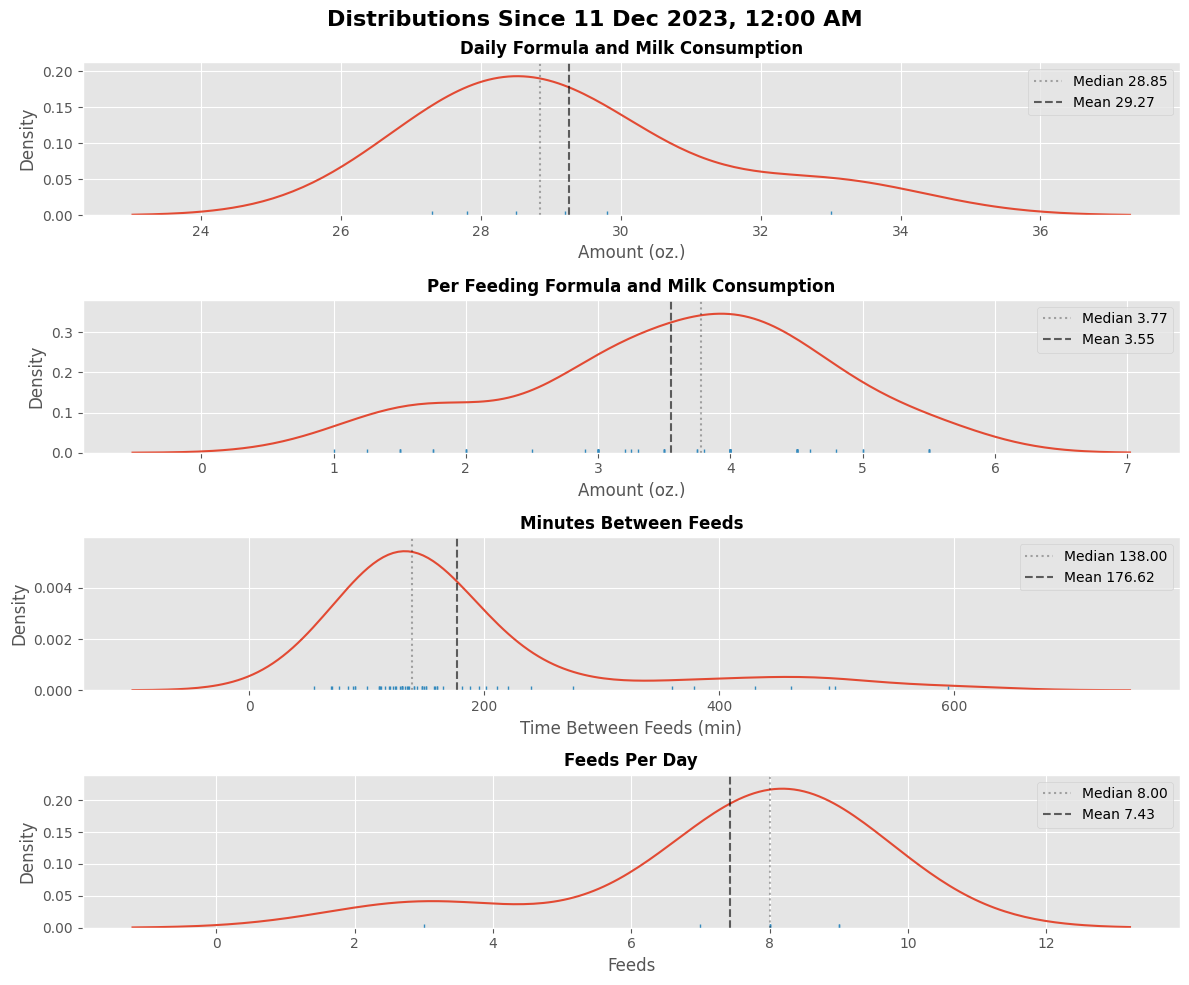 Distributions Since 11 Dec 2023, 12:00 AM
Daily Formula and Milk Consumption
Density
0.20
0.15
0.10
0.05
0.00
Median 28.85
Mean 29.27
24 26 28 30 32 34 36
Amount (oz.)
Per Feeding Formula and Milk Consumption
Density
0.3
0.2
0.1
0.0
Median 3.77
Mean 3.55
0 1 2 3 4 5 6 7
Amount (oz.)
Minutes Between Feeds
Density
0.004
0.002
0.000
Median 138.00
Mean 176.62
0 200 400 600
Time Between Feeds (min)
Feeds Per Day
Density
0.20
0.15
0.10
0.05
0.00
Median 8.00
Mean 7.43
0 2 4 6 8 10 12
Feeds